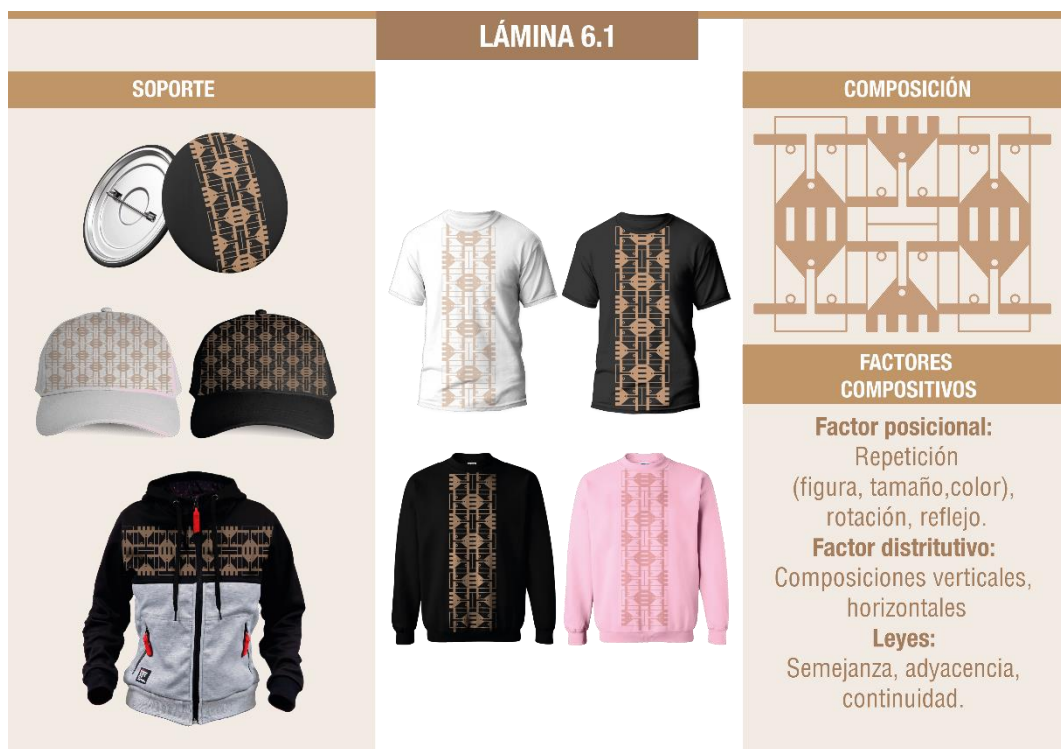 LÁMINA 6.1
SOPORTE
COMPOSICIÓN
FACTORES
COMPOSITIVOS
Factor posicional:
Repetición
(figura, tamaño,color),
rotación, reflejo.
Factor distritutivo:
Composiciones verticales,
horizontales
Leyes:
Semejanza, adyacencia,
continuidad.